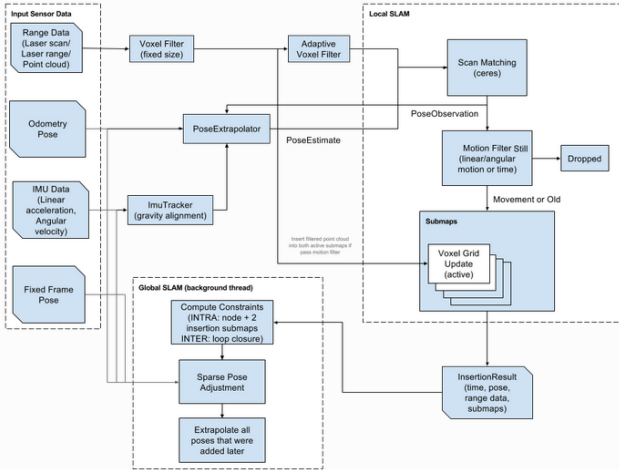 Input Sensor Data
Range Data
(Laser scan/
Laser range/
Point cloud)
Voxel Filter
(fixed size)
Adaptive
Voxel Filter
Local SLAM
Scan Matching
(ceres)
Odometry
Pose
PoseExtrapolator
PoseEstimate
PoseObservation
Motion Filter
(linear/angular
motion or time)
Still
Dropped
IMU Data
(Linear
acceleration,
Angular
velocity)
ImuTracker
(gravity alignment)
Movement or Old
Submaps
Voxel Grid
Update
(active)
Insert filtered point cloud
into both active submaps if
pass motion filter
Fixed Frame
Pose
Global SLAM (background thread)
Compute Constraints
(INTRA: node + 2
insertion submaps
INTER: loop closure)
Sparse Pose
Adjustment
Extrapolate all
poses that were
added later
InsertionResult
(time, pose,
range data,
submaps)